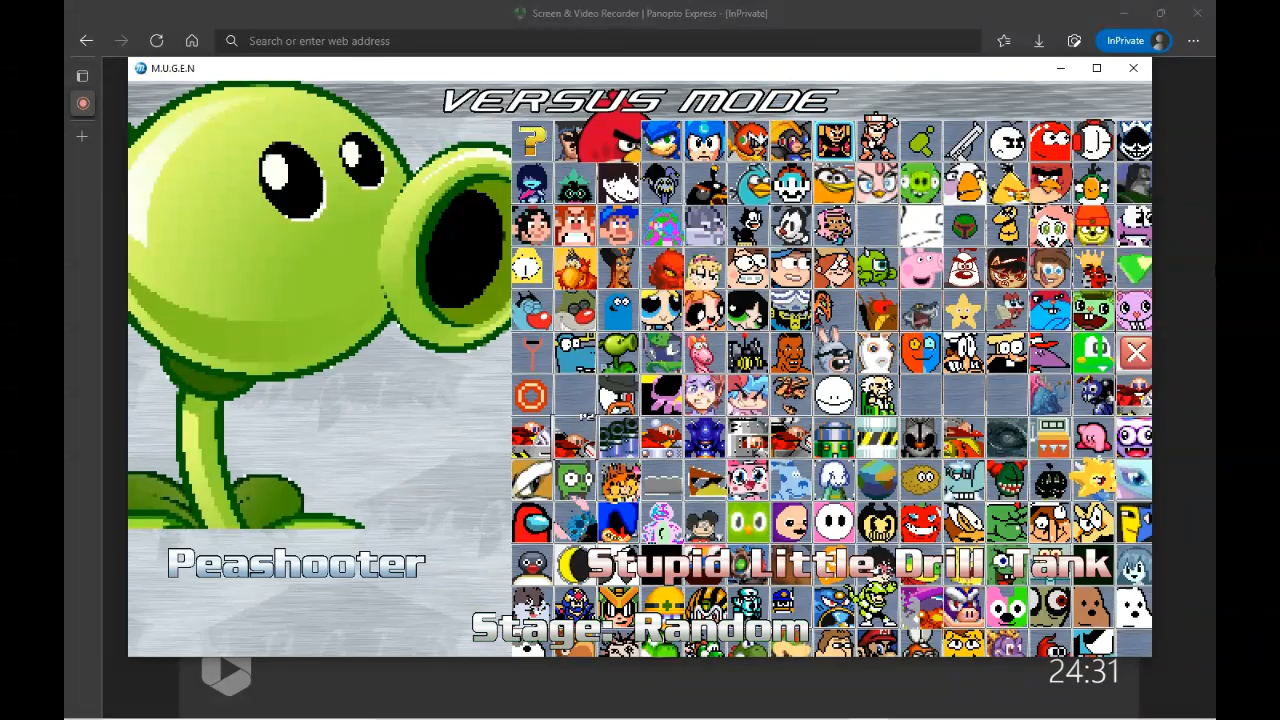 Screen & Video Recorder | Panopto Express - [InPrivate]
Search or enter web address
InPrivate
M.U.G.E.N
VERSUS MODE
Peashooter
Stupid Little Drill Tank
Stage: Random
24:31